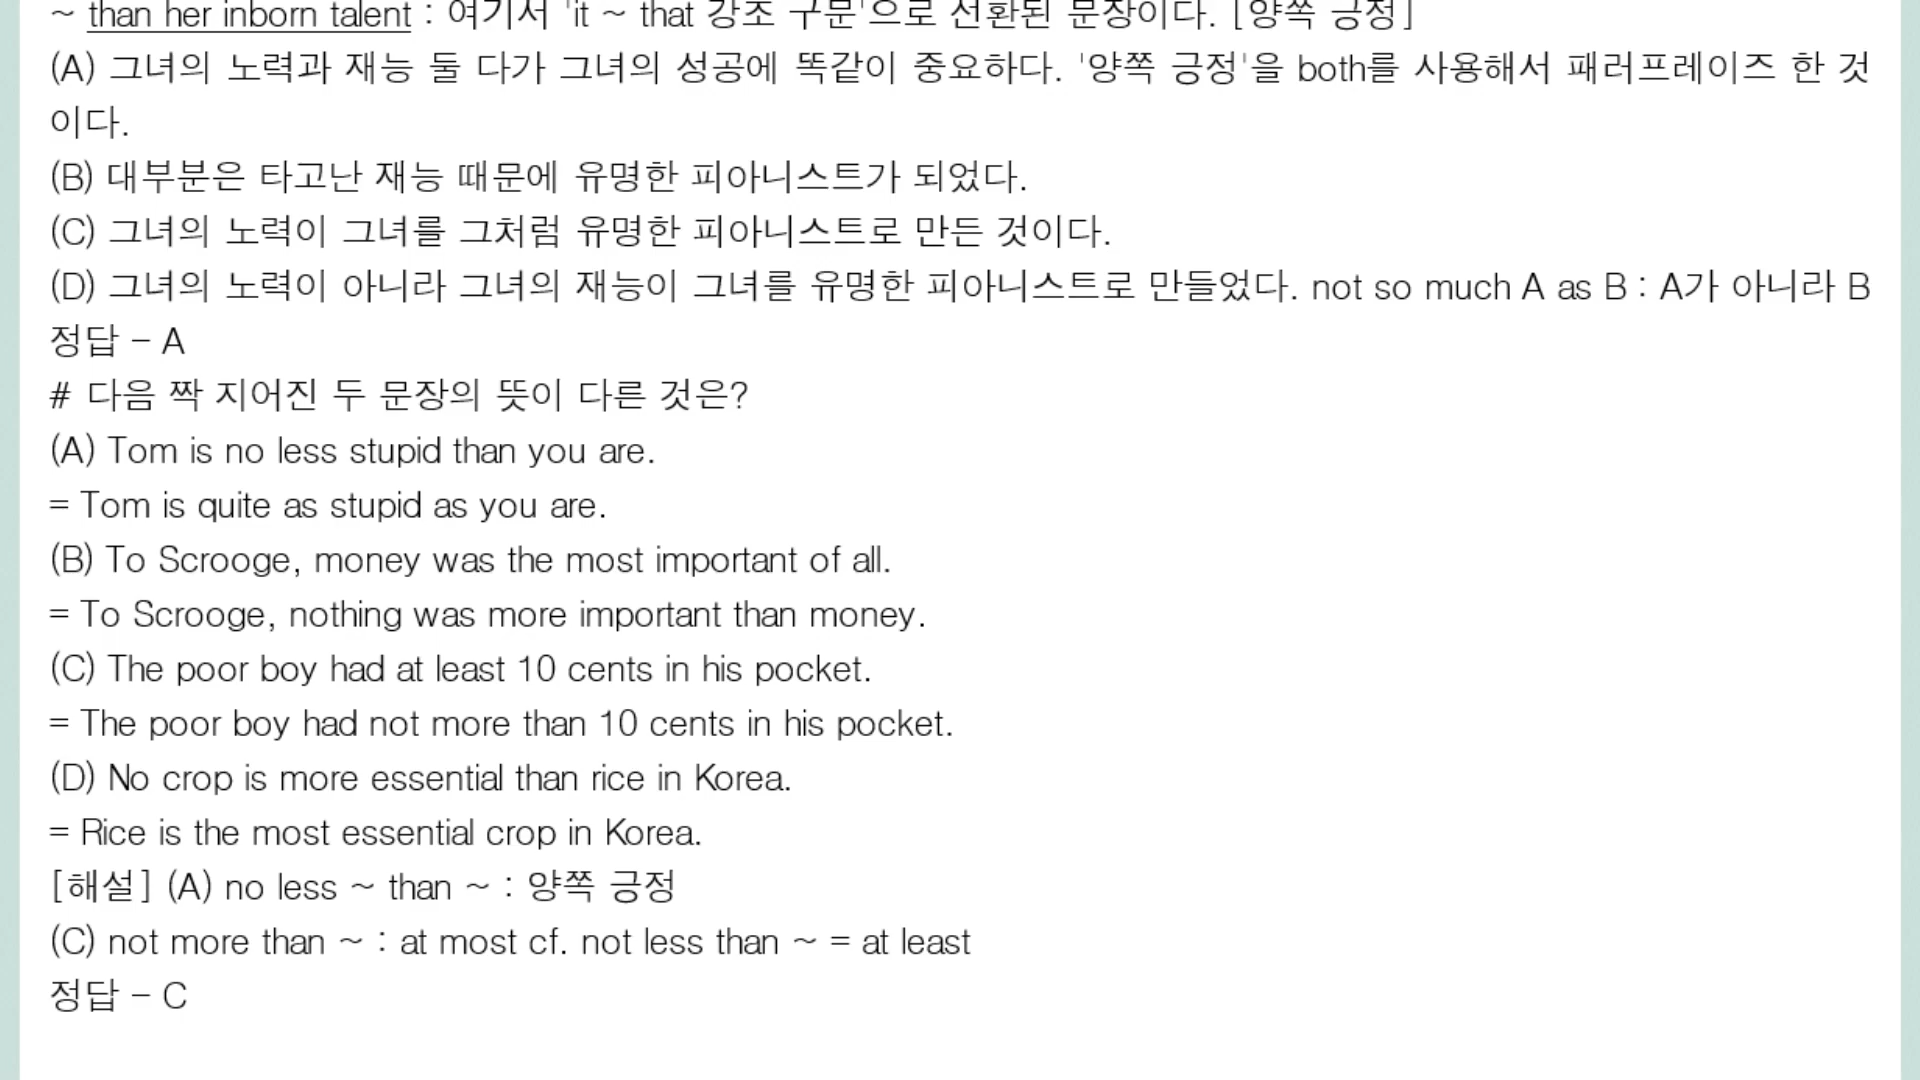 ~ than her inborn talent : 여기서 'it ~ that 강조 구문'으로 전환된 문장이다. [양쪽 긍정]
(A) 그녀의 노력과 재능 둘 다가 그녀의 성공에 똑같이 중요하다. '양쪽 긍정'을 both를 사용해서 패러프레이즈 한 것
이다.
(B) 대부분은 타고난 재능 때문에 유명한 피아니스트가 되었다.
(C) 그녀의 노력이 그녀를 그처럼 유명한 피아니스트로 만든 것이다.
(D) 그녀의 노력이 아니라 그녀의 재능이 그녀를 유명한 피아니스트로 만들었다. not so much A as B : A가 아니라 B
정답 - A
# 다음 짝 지어진 두 문장의 뜻이 다른 것은?
(A) Tom is no less stupid than you are.
= Tom is quite as stupid as you are.
(B) To Scrooge, money was the most important of all.
= To Scrooge, nothing was more important than money.
(C) The poor boy had at least 10 cents in his pocket.
= The poor boy had not more than 10 cents in his pocket.
(D) No crop is more essential than rice in Korea.
= Rice is the most essential crop in Korea.
[해설] (A) no less ~ than ~ : 양쪽 긍정
(C) not more than ~ : at most cf. not less than ~ = at least
정답 - C